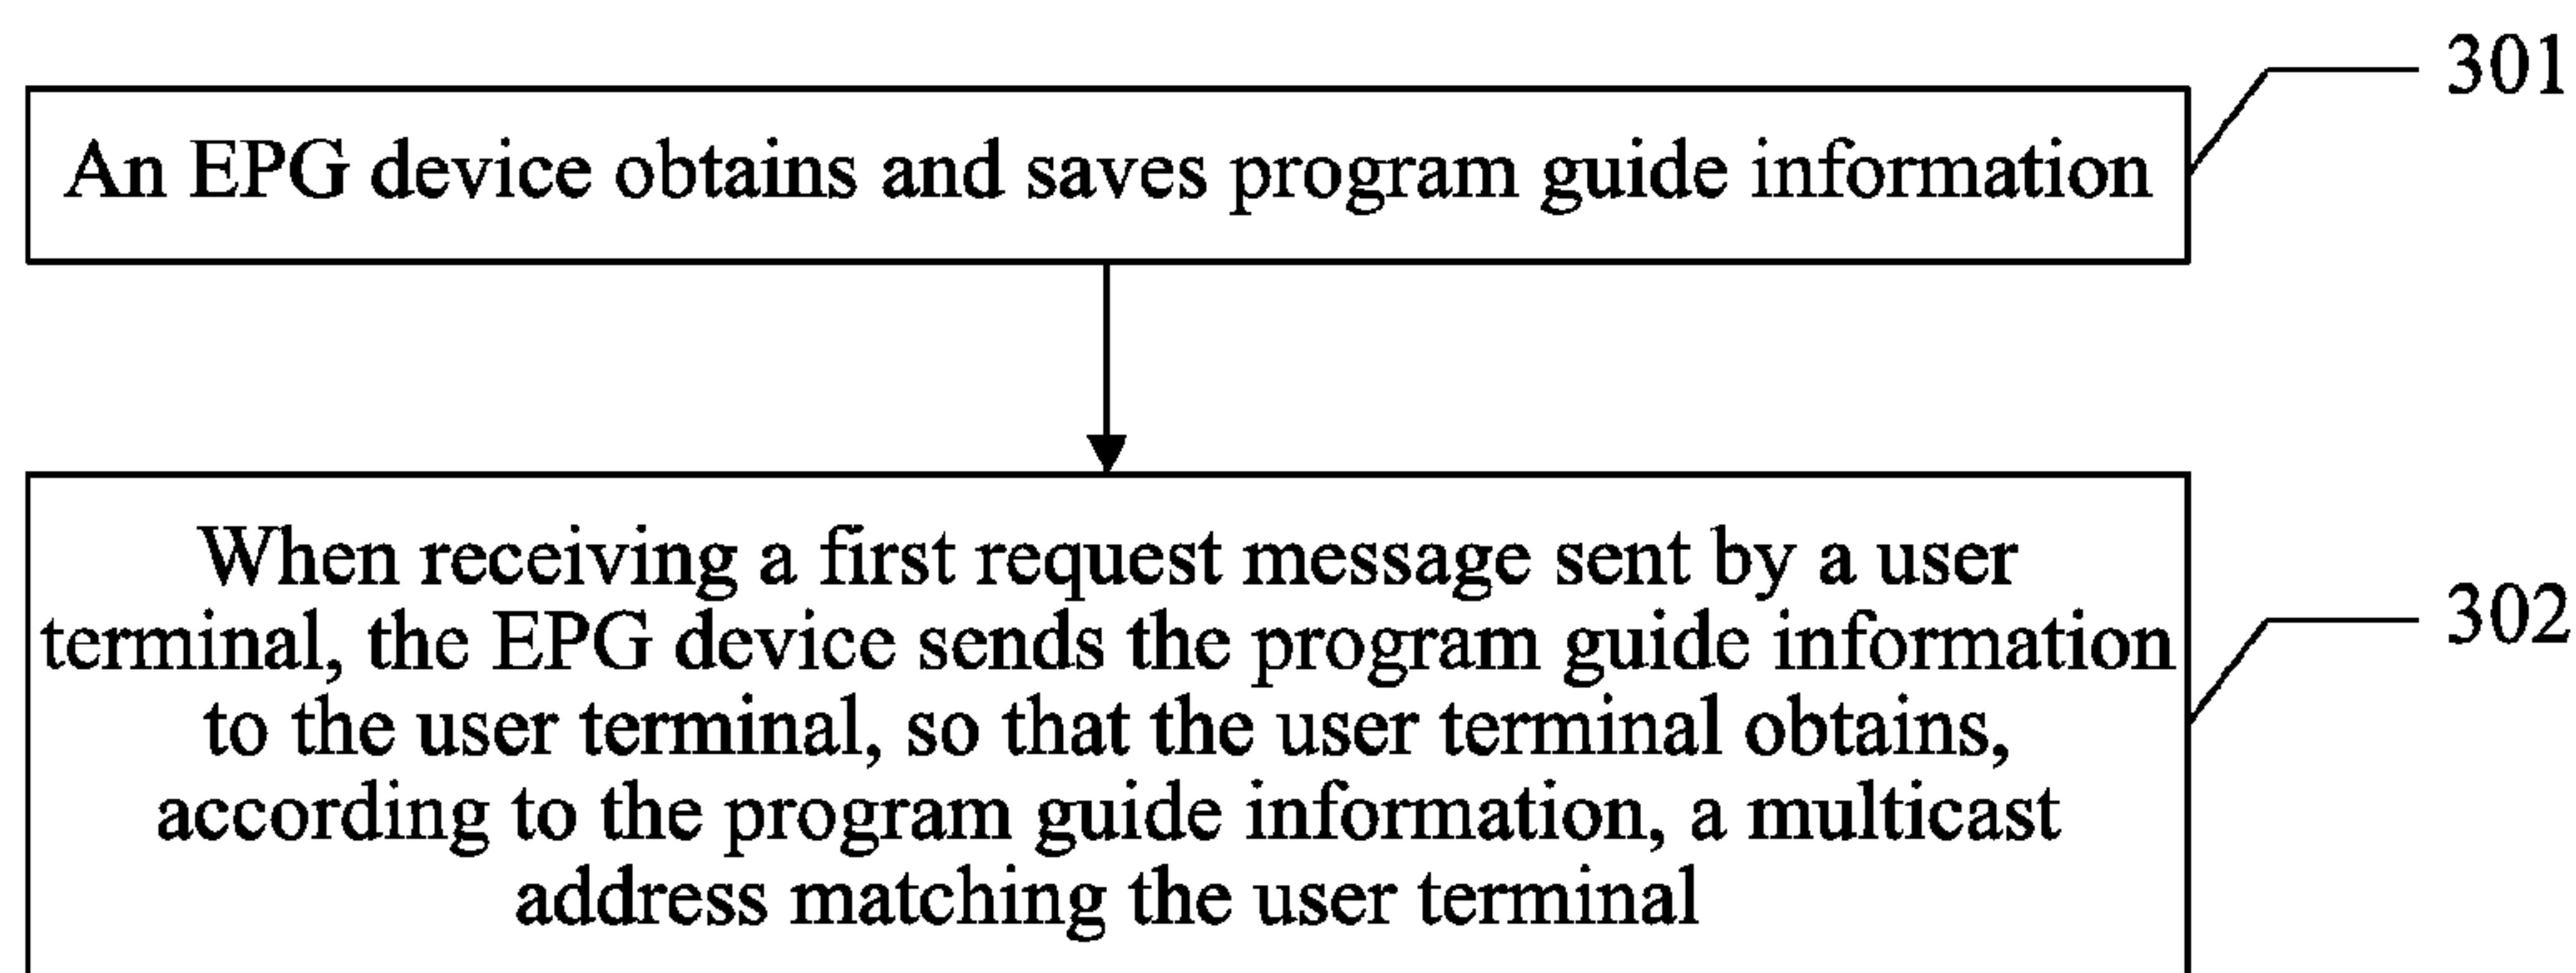 301
An EPG device obtains and saves program guide information
When receiving a first request message sent by a user
terminal, the EPG device sends the program guide information
to the user terminal, so that the user terminal obtains,
according to the program guide information, a multicast
address matching the user terminal
302